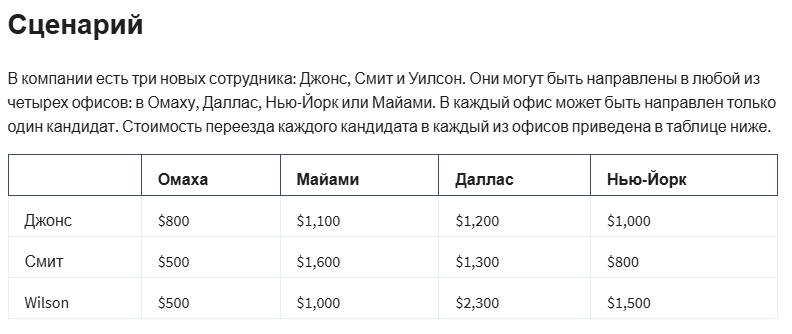 Сценарий
В компании есть три новых сотрудника: Джонс, Смит и Уилсон. Они могут быть направлены в любой из
четырех офисов: в Омаху, Даллас, Нью-Йорк или Майами. В каждый офис может быть направлен только
один кандидат. Стоимость переезда каждого кандидата в каждый из офисов приведена в таблице ниже.
Омаха Майами Даллас Нью-Йорк
Джонс $800 $1,100 $1,200 $1,000
Смит $500 $1,600 $1,300 $800
Wilson $500 $1,000 $2,300 $1,500